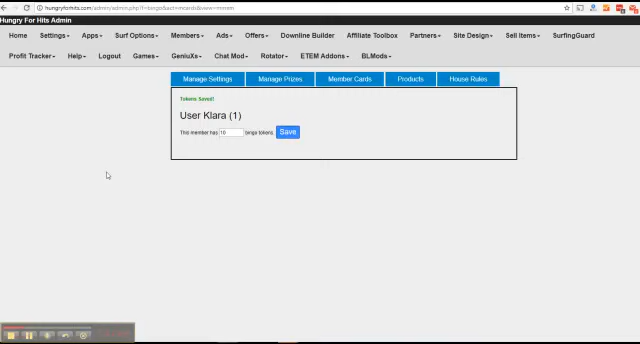 hungryforhits.com/admin/admin.php?f=bingo&act=mcards&view=mmem
Hungry For Hits Admin
Home Settings Apps Surf Options Members Ads Offers Downline Builder Affiliate Toolbox Partners Site Design Sell Items SurfingGuard
Profit Tracker Help Logout Games GeniuXs Chat Mod Rotator ETEM Addons BLMods
Manage Settings Manage Prizes Member Cards Products House Rules
Tokens Saved!
User Klara (1)
This member has 10 bingo tokens. Save